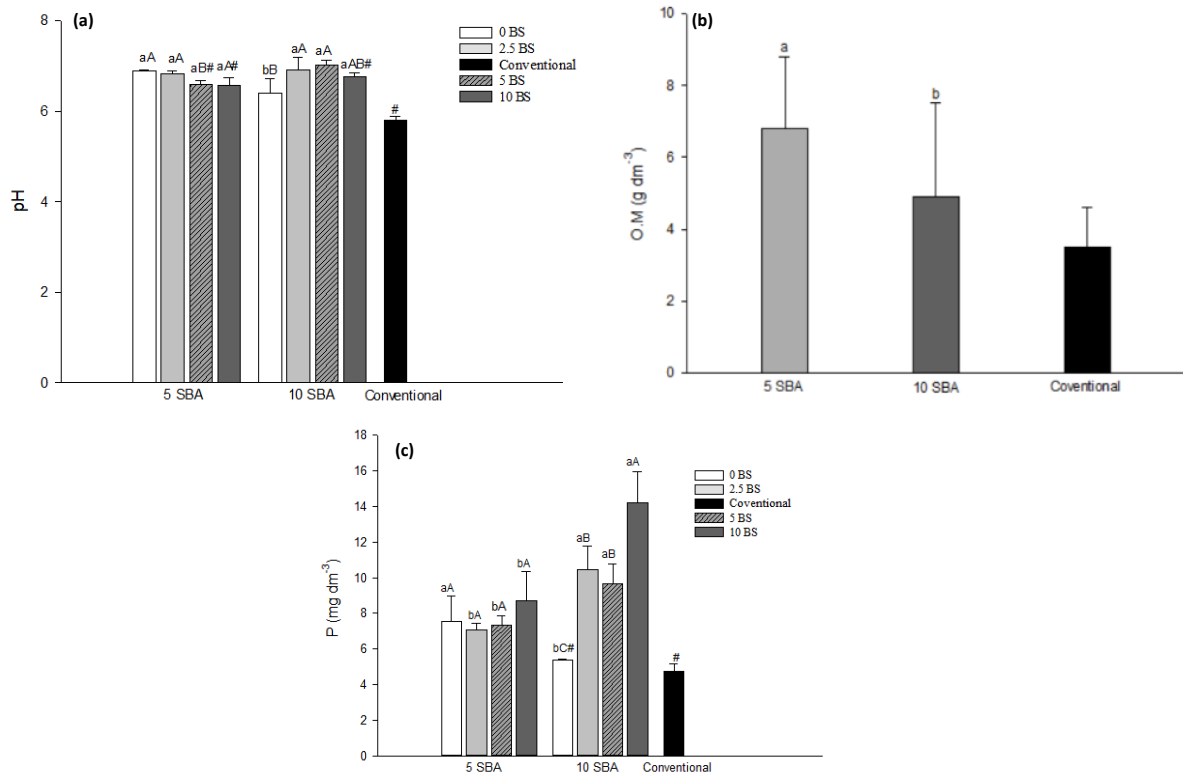 (a)
8
6
4
2
0
pH
aA aA aB# aA# bB aA aA aAB# #
0 BS
2.5 BS
Conventional
5 BS
10 BS
5 SBA 10 SBA Conventional
(b)
10
8
6
4
2
0
O.M (g dm-3)
a b
5 SBA 10 SBA Coventional
(c)
18
16
14
12
10
8
6
4
2
0
P (mg dm-3)
aA bA bA bA bC# aB aB aA #
0 BS
2.5 BS
Coventional
5 BS
10 BS
5 SBA 10 SBA Conventional